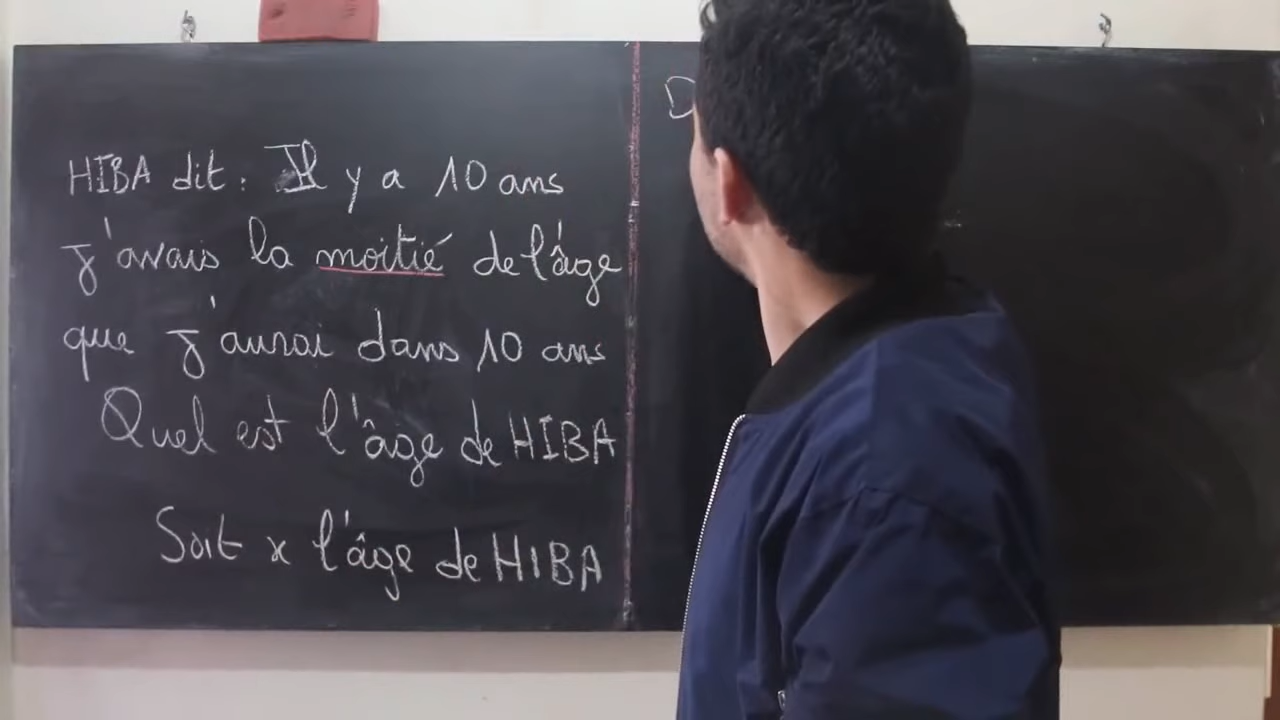 HIBA dit : Il y a 10 ans
j'avais la moitié de l'âge
que j'aurai dans 10 ans
Quel est l'âge de HIBA
Soit x l'âge de HIBA
D